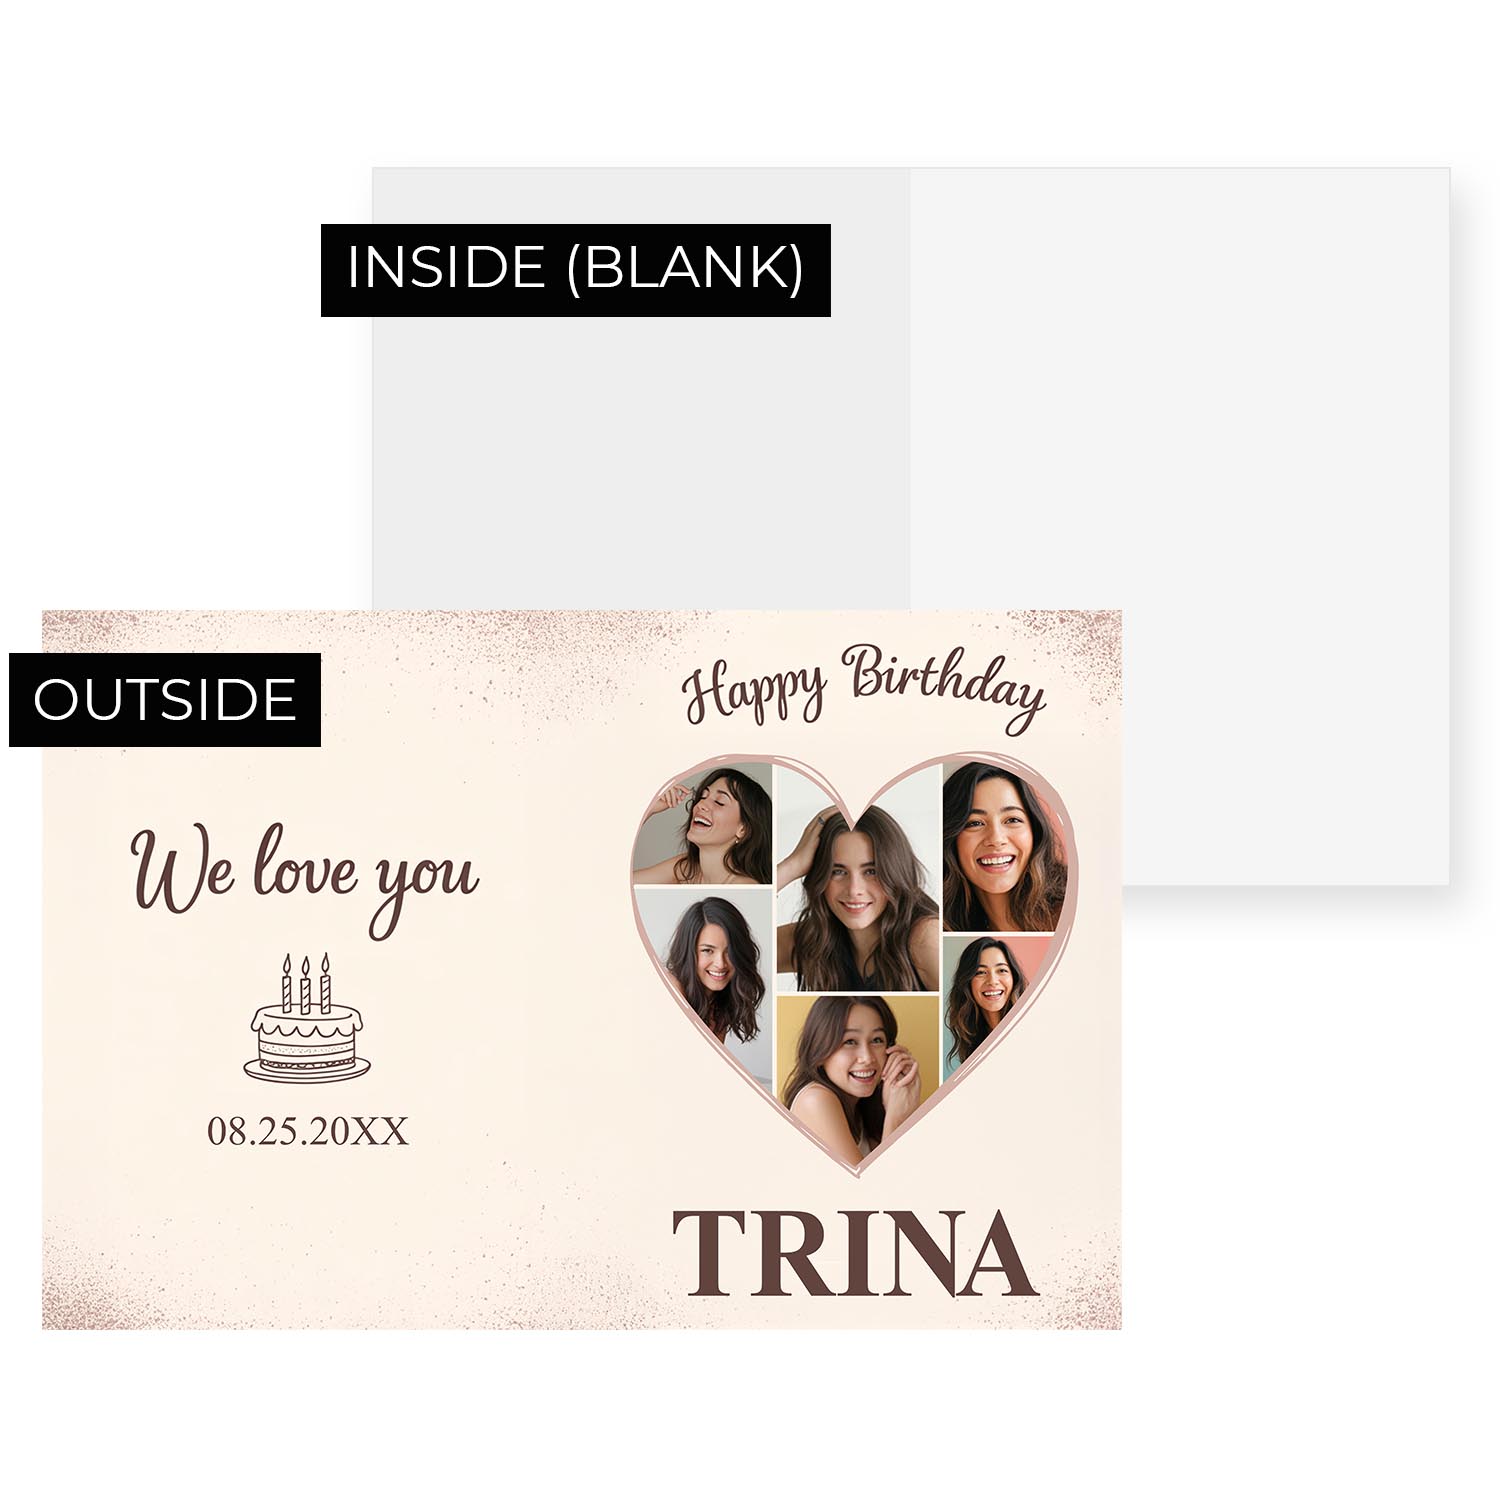 INSIDE (BLANK)
OUTSIDE
Happy Birthday
We love you
08.25.20XX
TRINA